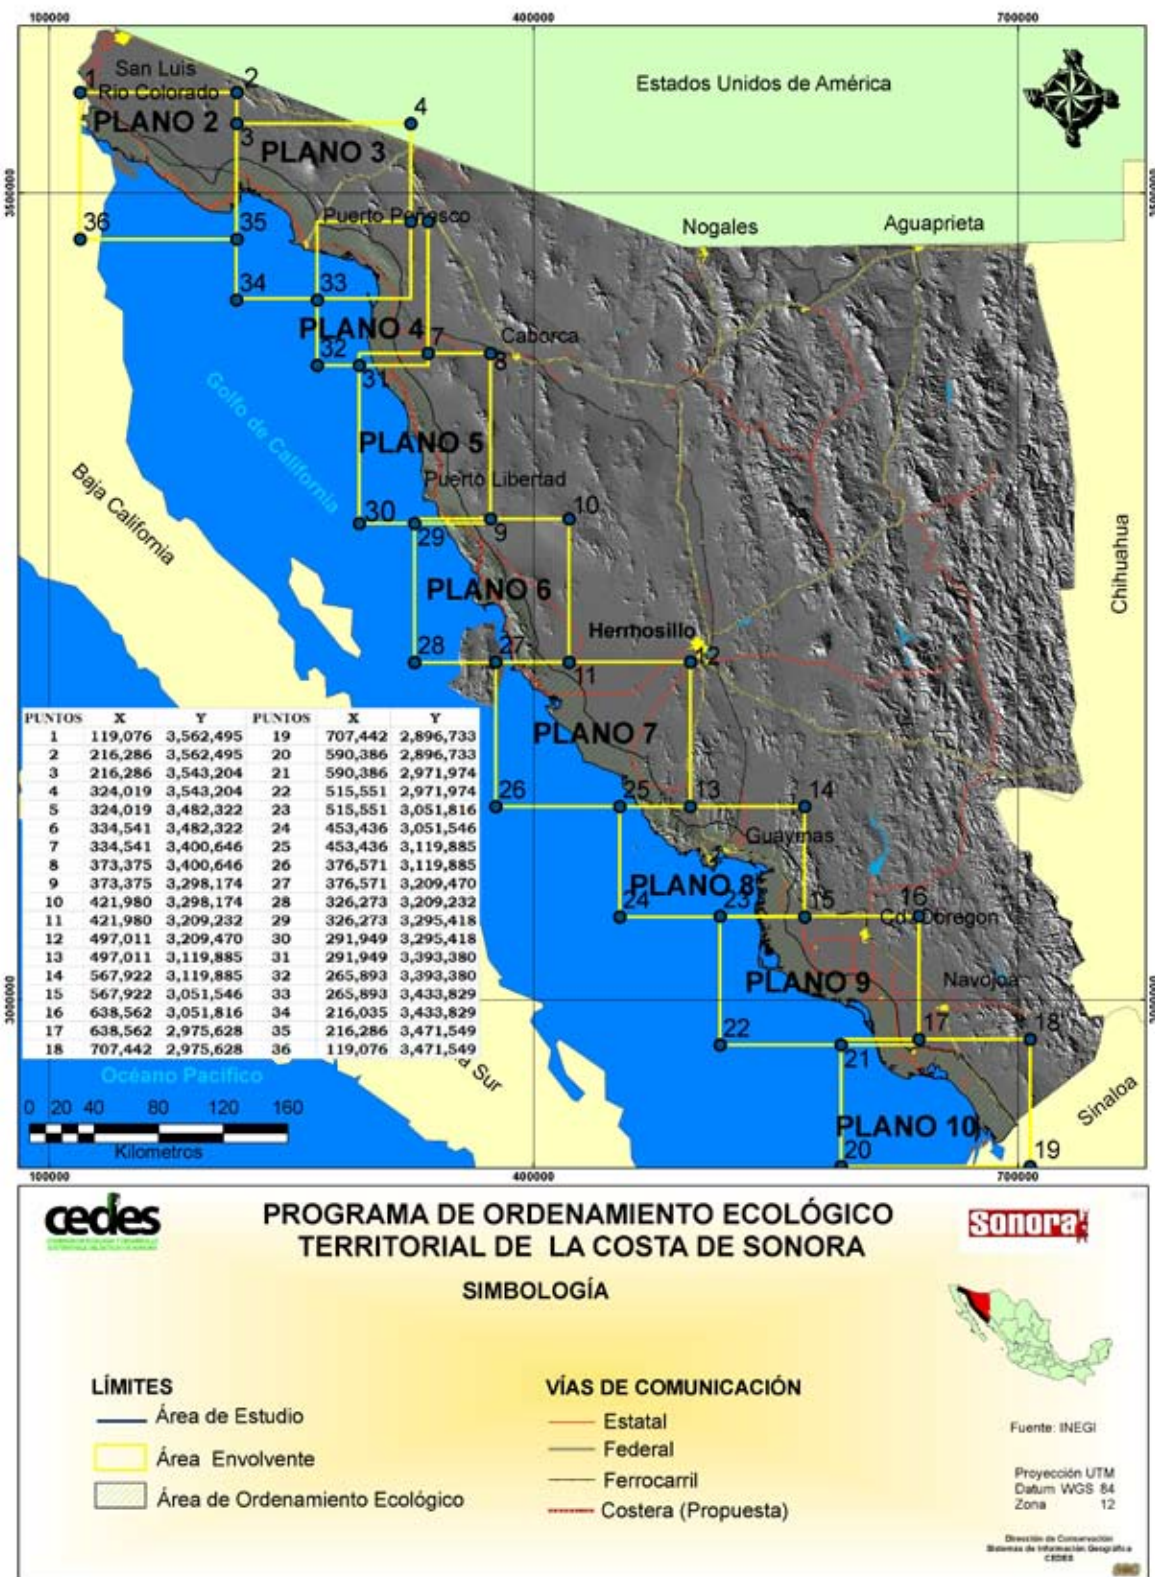 100000 400000 700000
Estados Unidos de América
San Luis
Rio Colorado
1 2
PLANO 2
3 4
PLANO 3
3500000 3500000
36 35
Puerto Peñasco
Nogales
Aguaprieta
34 33
PLANO 4
32 31
7 8
Caborca
Golfo de California
PLANO 5
Puerto Libertad
Baja California
Chihuahua
30 29 9 10
PLANO 6
Hermosillo
28 27 11 12
PLANO 7
26 25 13 14
Guaymas
PLANO 8
24 23 15 16
Cd. Obregon
PLANO 9
Navojoa
3000000 3000000
22 21 17 18
PLANO 10
20 19
Sinaloa
PUNTOS X Y PUNTOS X Y
1 119,076 3,562,495 19 707,442 2,896,733
2 216,286 3,562,495 20 590,386 2,896,733
3 216,286 3,543,204 21 590,386 2,971,974
4 324,019 3,543,204 22 515,551 2,971,974
5 324,019 3,482,322 23 515,551 3,051,816
6 334,541 3,482,322 24 453,436 3,051,546
7 334,541 3,400,646 25 453,436 3,119,885
8 373,375 3,400,646 26 376,571 3,119,885
9 373,375 3,298,174 27 376,571 3,209,470
10 421,980 3,298,174 28 326,273 3,209,232
11 421,980 3,209,232 29 326,273 3,295,418
12 497,011 3,209,470 30 291,949 3,295,418
13 497,011 3,119,885 31 291,949 3,393,380
14 567,922 3,119,885 32 265,893 3,393,380
15 567,922 3,051,546 33 265,893 3,433,829
16 638,562 3,051,816 34 216,035 3,433,829
17 638,562 2,975,628 35 216,286 3,471,549
18 707,442 2,975,628 36 119,076 3,471,549
Sur
Océano Pacifico
0 20 40 80 120 160
Kilometros
100000 400000 700000
cedes
PROGRAMA DE ORDENAMIENTO ECOLÓGICO
TERRITORIAL DE LA COSTA DE SONORA
sonora
SIMBOLOGÍA
LÍMITES
Área de Estudio
Área Envolvente
Área de Ordenamiento Ecológico
VÍAS DE COMUNICACIÓN
Estatal
Federal
Ferrocarril
Costera (Propuesta)
Fuente: INEGI
Proyección UTM
Datum WGS 84
Zona 12
Dirección de Conservación
Sistemas de Información Geográfica
CEDES